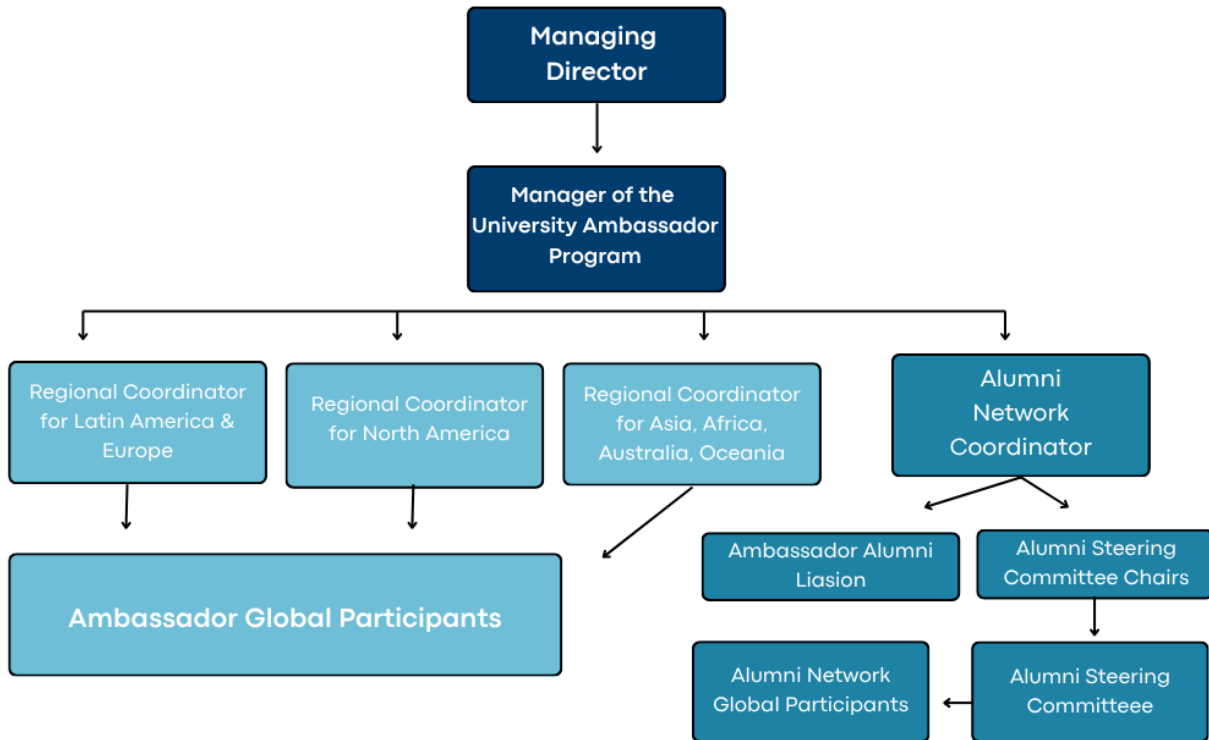 Managing
Director
Manager of the
University Ambassador
Program
Regional Coordinator
for Latin America &
Europe
Regional Coordinator
for North America
Regional Coordinator
for Asia, Africa,
Australia, Oceania
Alumni
Network
Coordinator
Ambassador Global Participants
Ambassador Alumni
Liasion
Alumni Steering
Committee Chairs
Alumni Network
Global Participants
Alumni Steering
Committeee